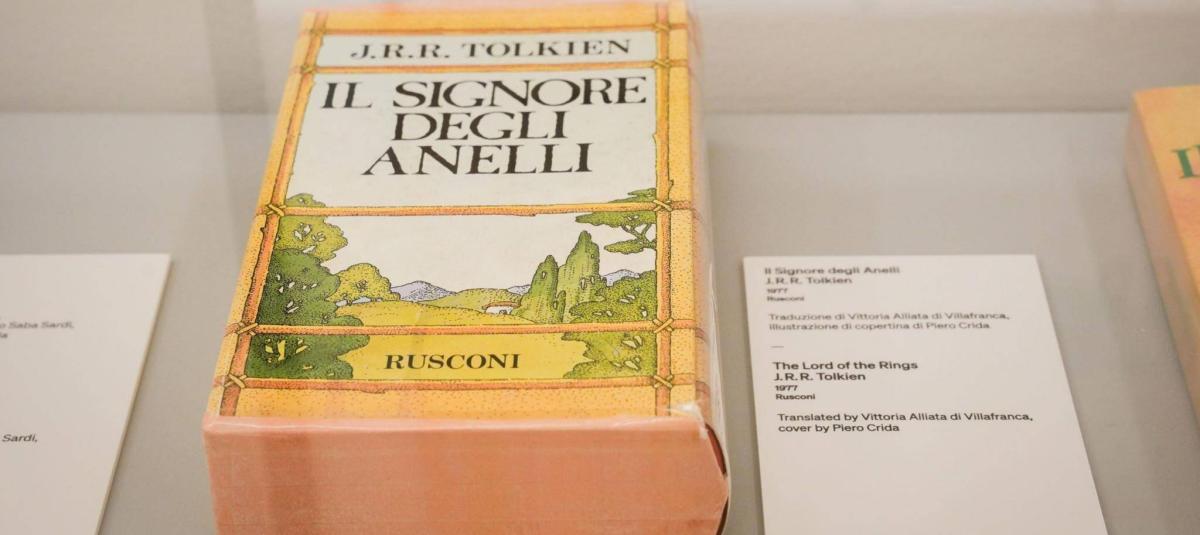 J.R.R. TOLKIEN
IL SIGNORE
DEGLI
ANELLI
RUSCONI
o Saba Sardi,
Sardi,
Il Signore degli Anelli
J.R.R. Tolkien
1977
Rusconi
Traduzione di Vittoria Alliata di Villafranca,
illustrazione di copertina di Piero Crida
—
The Lord of the Rings
J.R.R. Tolkien
1977
Rusconi
Translated by Vittoria Alliata di Villafranca,
cover by Piero Crida